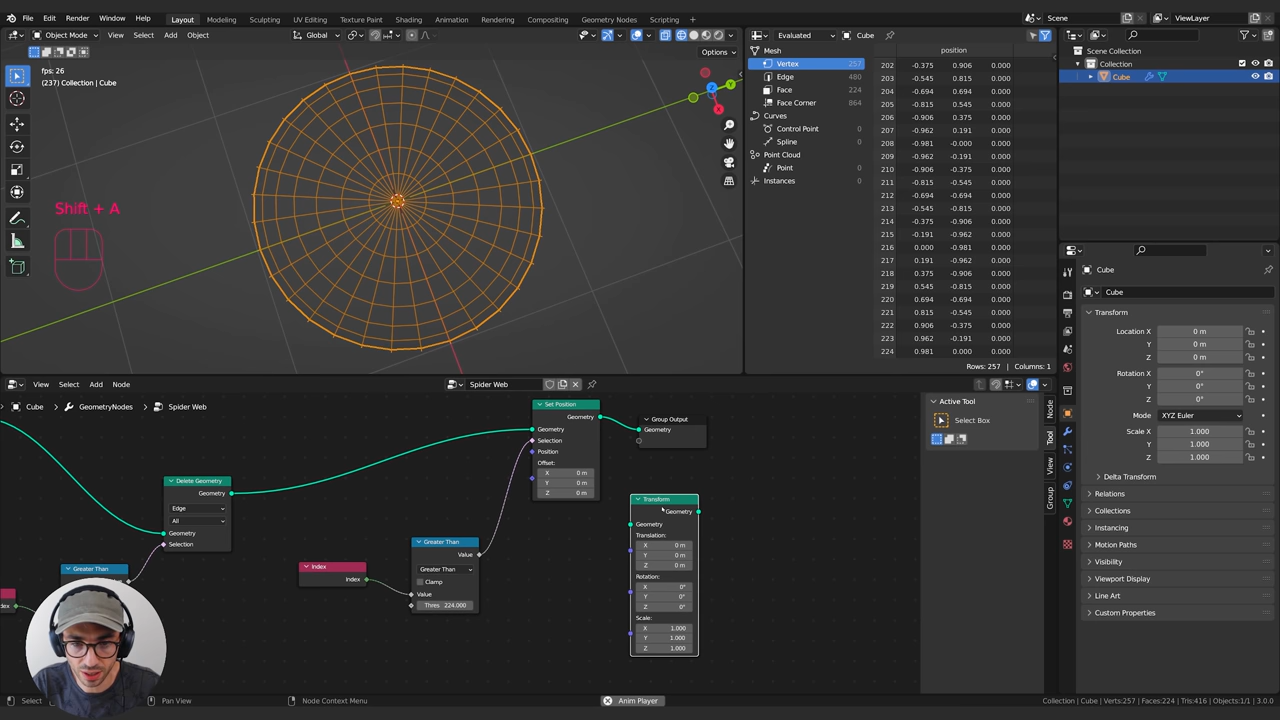 File Edit Render Window Help Layout Modeling Sculpting UV Editing Texture Paint Shading Animation Rendering Compositing Geometry Nodes Scripting + Scene ViewLayer
Object Mode View Select Add Object Global Options
fps: 26
(237) Collection | Cube
Shift + A
Evaluated Cube
Mesh
Vertex 257
Edge 480
Face 224
Face Corner 864
Curves
Control Point 0
Spline 0
Point Cloud
Point 0
Instances 0
position
202 -0.375 0.906 0.000
203 -0.545 0.815 0.000
204 -0.694 0.694 0.000
205 -0.815 0.545 0.000
206 -0.906 0.375 0.000
207 -0.962 0.191 0.000
208 -0.981 -0.000 0.000
209 -0.962 -0.191 0.000
210 -0.906 -0.375 0.000
211 -0.815 -0.545 0.000
212 -0.694 -0.694 0.000
213 -0.545 -0.815 0.000
214 -0.375 -0.906 0.000
215 -0.191 -0.962 0.000
216 0.000 -0.981 0.000
217 0.191 -0.962 0.000
218 0.375 -0.906 0.000
219 0.545 -0.815 0.000
220 0.694 -0.694 0.000
221 0.815 -0.545 0.000
222 0.906 -0.375 0.000
223 0.962 -0.191 0.000
224 0.981 0.000 0.000
Rows: 257 | Columns: 1
Scene Collection
Collection
Cube
Cube
Cube
Transform
Location X 0 m
Y 0 m
Z 0 m
Rotation X 0°
Y 0°
Z 0°
Mode XYZ Euler
Scale X 1.000
Y 1.000
Z 1.000
Delta Transform
Relations
Collections
Instancing
Motion Paths
Visibility
Viewport Display
Line Art
Custom Properties
View Select Add Node Spider Web
Cube > GeometryNodes > Spider Web
Delete Geometry
Geometry
Edge
All
Geometry
Selection
Greater Than
Index
Index
Greater Than
Value
Greater Than
Clamp
Value
Thres 224.000
Set Position
Geometry
Geometry
Selection
Position
Offset:
X 0 m
Y 0 m
Z 0 m
Group Output
Geometry
Transform
Geometry
Geometry
Translation:
X 0 m
Y 0 m
Z 0 m
Rotation:
X 0°
Y 0°
Z 0°
Scale:
X 1.000
Y 1.000
Z 1.000
Active Tool
Select Box
Node
Tool
View
Group
Select Pan View Node Context Menu Anim Player Collection | Cube | Verts:257 | Faces:224 | Tris:416 | Objects:1/1 | 3.0.0